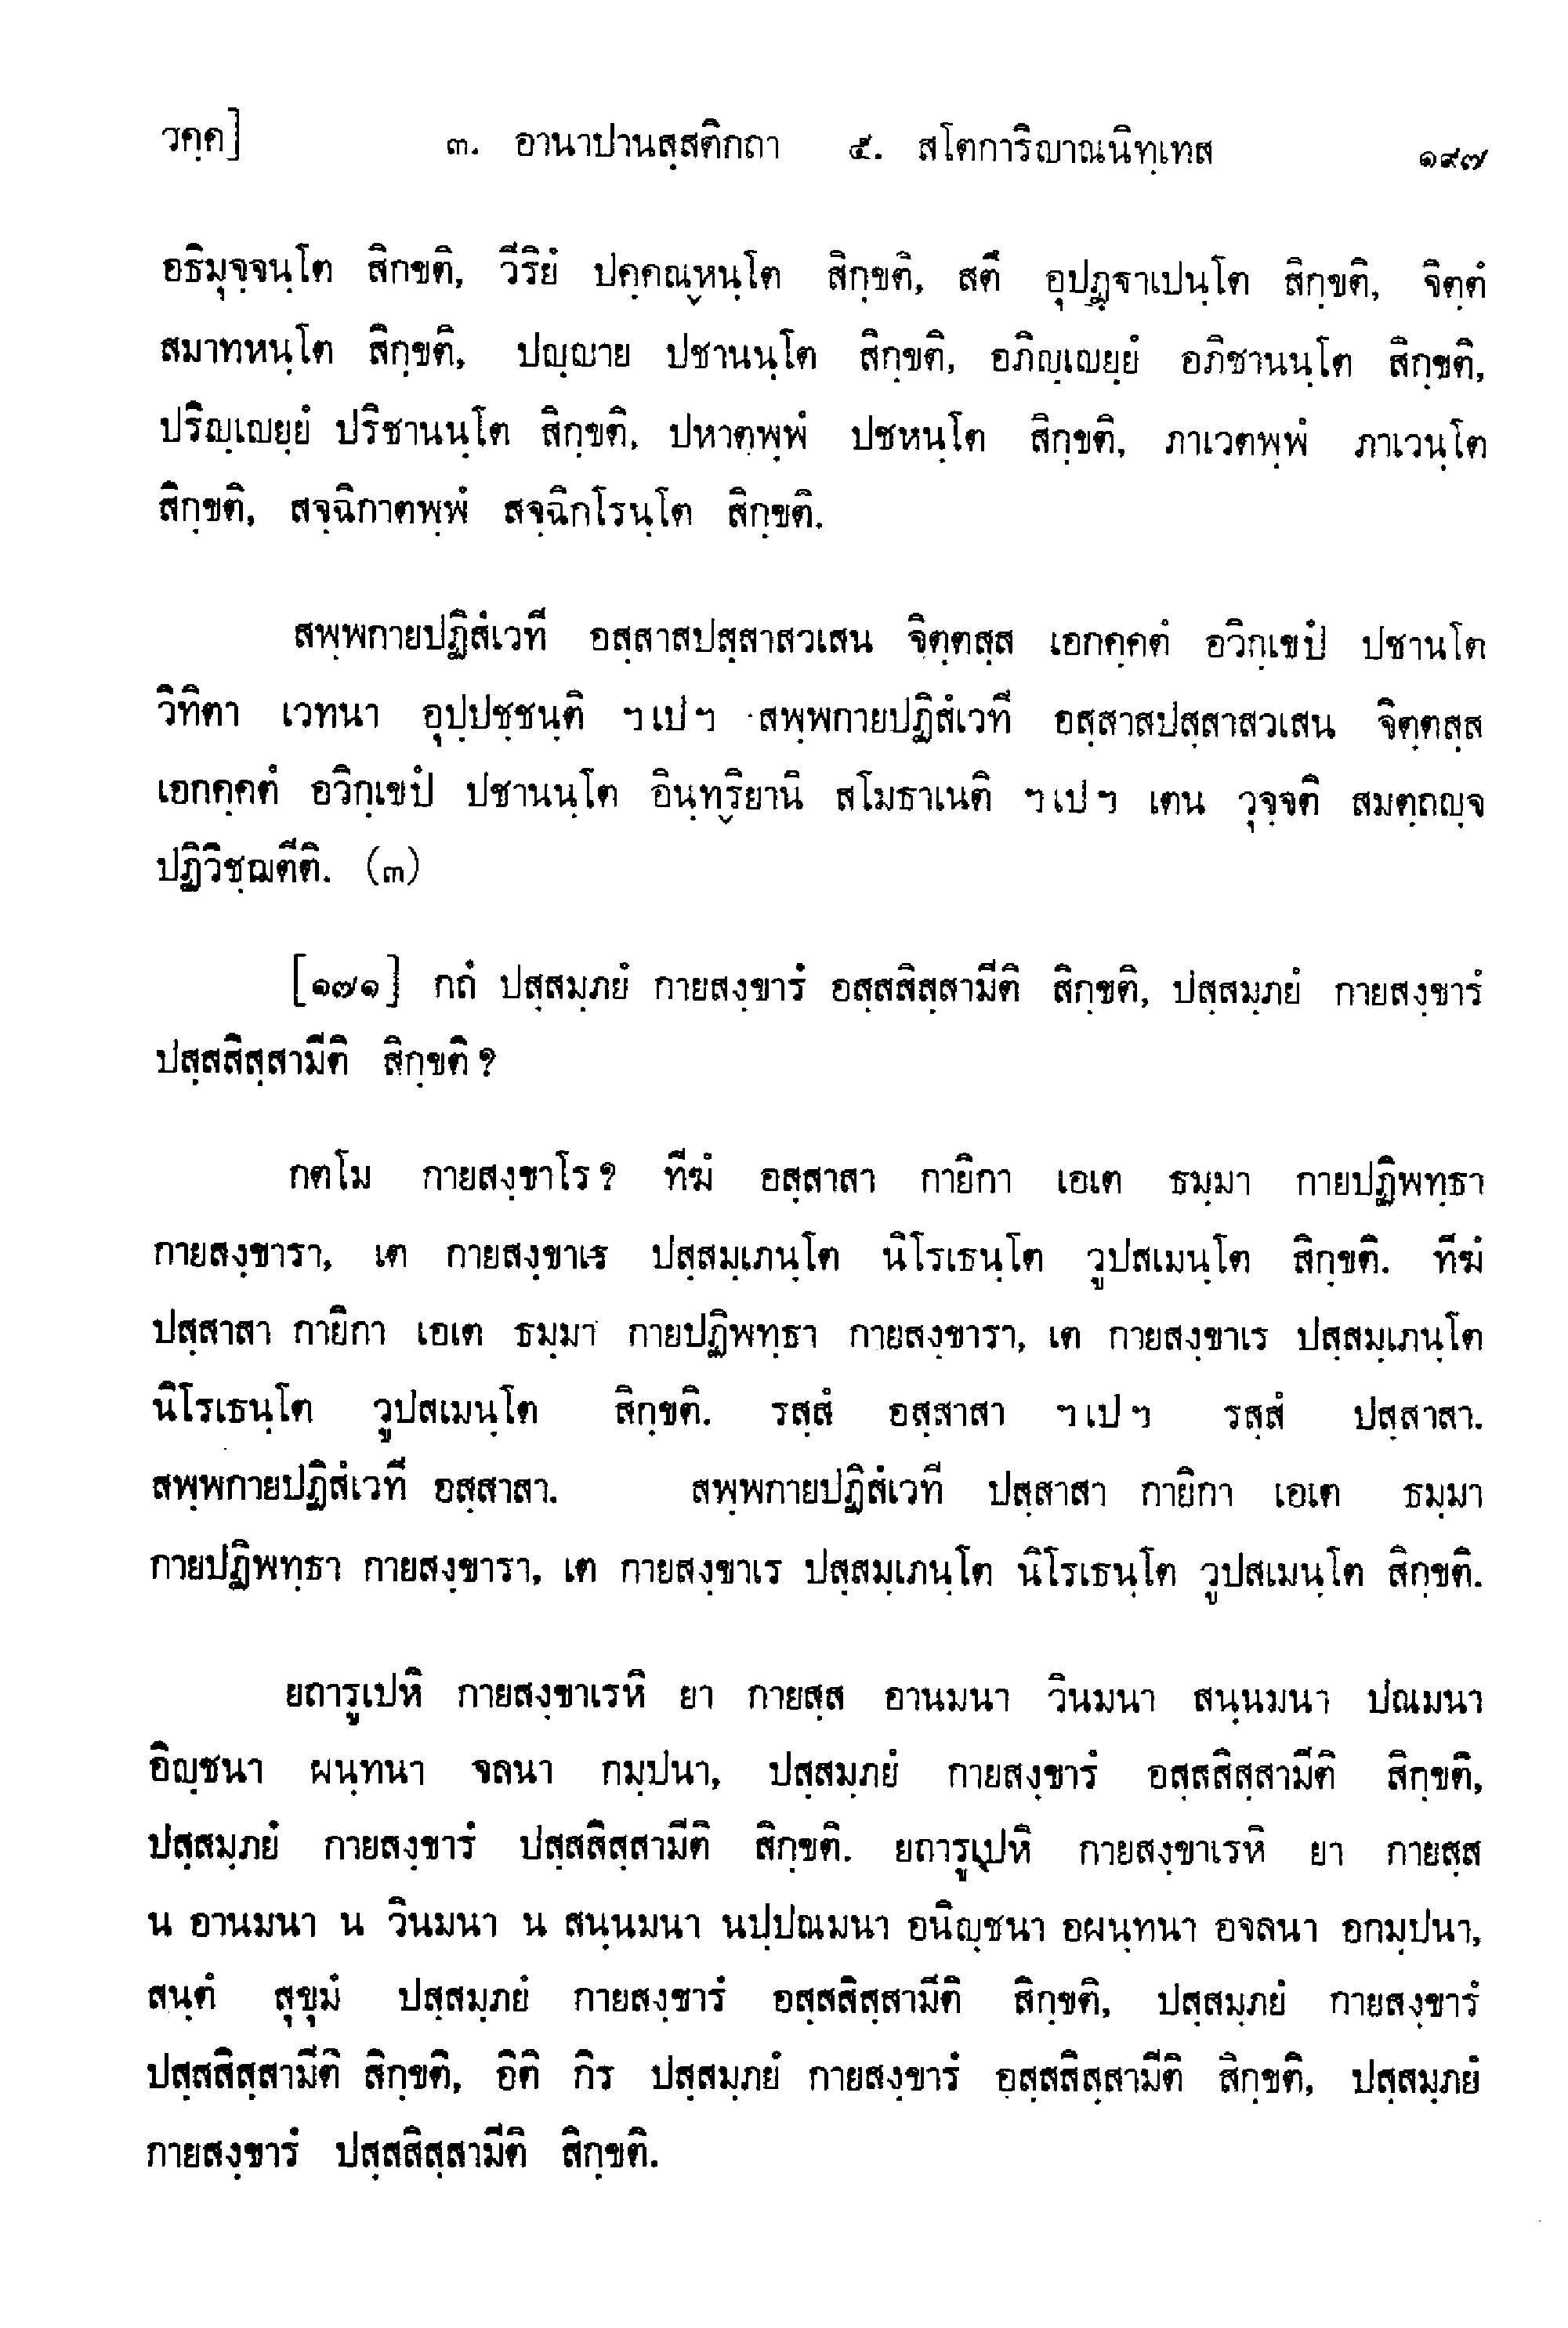 วคฺค] ๓. อานาปานสฺสติกถา ๕. สโตการิญาณนิทฺเทส ๑๙๗
อธิมุจฺจนฺโต สิกขติ, วีริยํ ปคฺคณฺหนฺโต สิกฺขติ, สตึ อุปฏฺฐาเปนฺโต สิกฺขติ, จิตฺตํ
สมาทหนฺโต สิกฺขติ, ปญฺญาย ปชานนฺโต สิกฺขติ, อภิญฺเญยฺยํ อภิชานนฺโต สิกฺขติ,
ปริญฺเญยฺยํ ปริชานนฺโต สิกฺขติ, ปหาตพฺพํ ปชหนฺโต สิกฺขติ, ภาเวตพฺพํ ภาเวนฺโต
สิกฺขติ, สจฺฉิกาตพฺพํ สจฺฉิกโรนฺโต สิกฺขติ.
สพฺพกายปฏิสํเวที อสฺสาสปสฺสาสวเสน จิตฺตสฺส เอกคฺคตํ อวิกฺเขปํ ปชานโต
วิทิตา เวทนา อุปฺปชฺชนฺติ ฯเปฯ สพฺพกายปฏิสํเวที อสฺสาสปสฺสาสวเสน จิตฺตสฺส
เอกคฺคตํ อวิกฺเขปํ ปชานนฺโต อินฺทฺริยานิ สโมธาเนติ ฯเปฯ เตน วุจฺจติ สมตฺถญฺจ
ปฏิวิชฺฌตีติ. (๓)
[๑๗๑] กถํ ปสฺสมฺภยํ กายสงฺขารํ อสฺสสิสฺสามีติ สิกฺขติ, ปสฺสมฺภยํ กายสงฺขารํ
ปสฺสสิสฺสามีติ สิกฺขติ?
กตโม กายสงฺขาโร? ทีฆํ อสฺสาสา กายิกา เอเต ธมฺมา กายปฏิพทฺธา
กายสงฺขารา, เต กายสงฺขาเร ปสฺสมฺเภนฺโต นิโรเธนฺโต วูปสเมนฺโต สิกฺขติ. ทีฆํ
ปสฺสาสา กายิกา เอเต ธมฺมา กายปฏิพทฺธา กายสงฺขารา, เต กายสงฺขาเร ปสฺสมฺเภนฺโต
นิโรเธนฺโต วูปสเมนฺโต สิกฺขติ. รสฺสํ อสฺสาสา ฯเปฯ รสฺสํ ปสฺสาสา.
สพฺพกายปฏิสํเวที อสฺสาสา. สพฺพกายปฏิสํเวที ปสฺสาสา กายิกา เอเต ธมฺมา
กายปฏิพทฺธา กายสงฺขารา, เต กายสงฺขาเร ปสฺสมฺเภนฺโต นิโรเธนฺโต วูปสเมนฺโต สิกฺขติ.
ยถารูเปหิ กายสงฺขาเรหิ ยา กายสฺส อานมนา วินมนา สนฺนมนา ปณมนา
อิญฺชนา ผนฺทนา จลนา กมฺปนา, ปสฺสมฺภยํ กายสงฺขารํ อสฺสสิสฺสามีติ สิกฺขติ,
ปสฺสมฺภยํ กายสงฺขารํ ปสฺสสิสฺสามีติ สิกฺขติ. ยถารูเปหิ กายสงฺขาเรหิ ยา กายสฺส
น อานมนา น วินมนา น สนฺนมนา นปฺปณมนา อนิญฺชนา อผนฺทนา อจลนา อกมฺปนา,
สนฺตํ สุขุมํ ปสฺสมฺภยํ กายสงฺขารํ อสฺสสิสฺสามีติ สิกฺขติ, ปสฺสมฺภยํ กายสงฺขารํ
ปสฺสสิสฺสามีติ สิกฺขติ, อิติ กิร ปสฺสมฺภยํ กายสงฺขารํ อสฺสสิสฺสามีติ สิกฺขติ, ปสฺสมฺภยํ
กายสงฺขารํ ปสฺสสิสฺสามีติ สิกฺขติ.